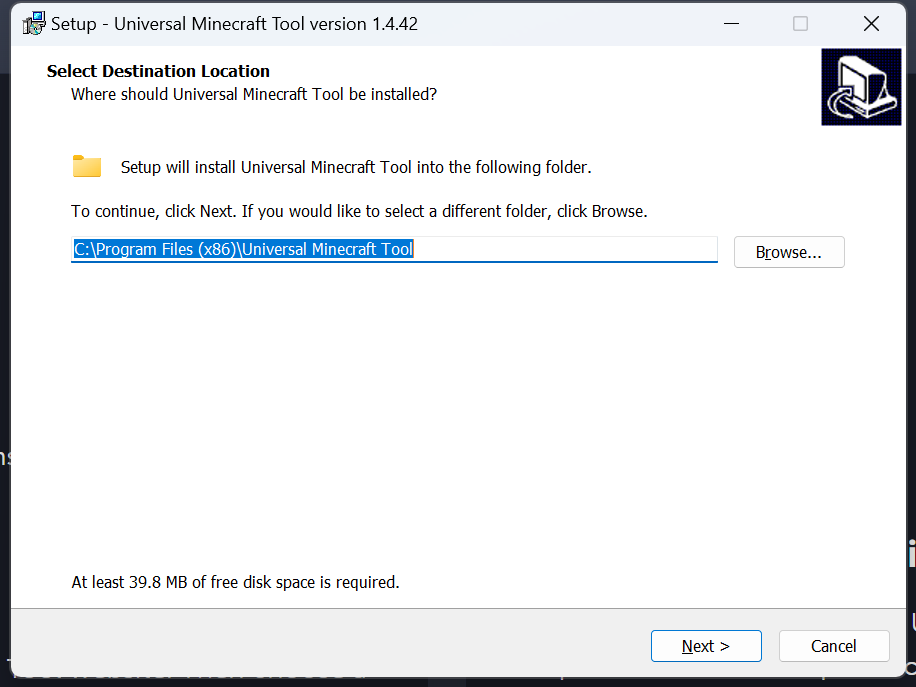 Setup - Universal Minecraft Tool version 1.4.42
Select Destination Location
Where should Universal Minecraft Tool be installed?
Setup will install Universal Minecraft Tool into the following folder.
To continue, click Next. If you would like to select a different folder, click Browse.
C:\Program Files (x86)\Universal Minecraft Tool
Browse...
At least 39.8 MB of free disk space is required.
Next >
Cancel